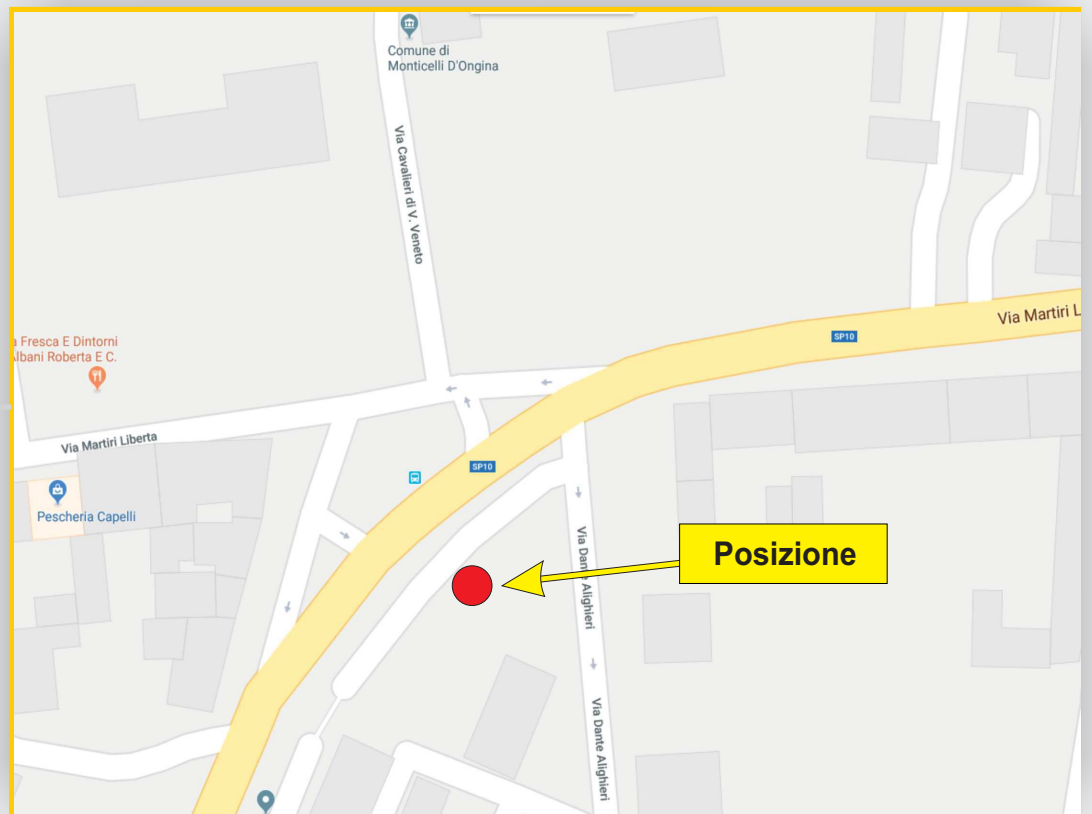 Comune di
Monticelli D'Ongina
Via Cavalieri di V. Veneto
Via Martiri L
SP10
a Fresca E Dintorni
lbani Roberta E C.
Via Martiri Liberta
SP10
Pescheria Capelli
Via Dante Alighieri
Posizione
Via Dante Alighieri